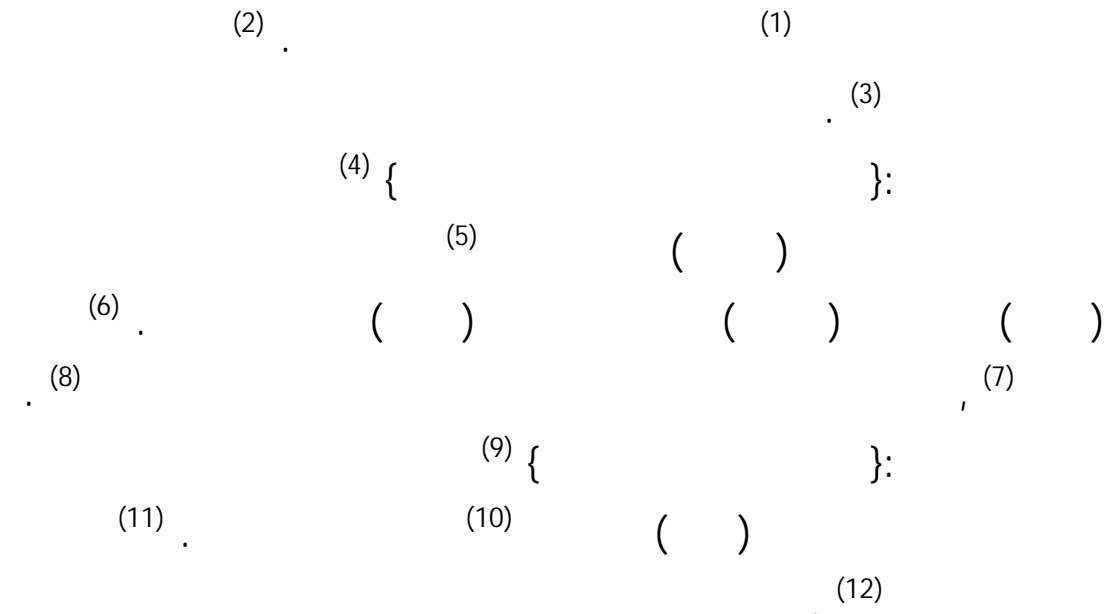 (1) . (2)
(3) .
:{ } (4)
( ) (5)
( ) ( ) ( ) . (6)
(7) , (8) .
:{ } (9)
( ) (10) . (11)
(12)